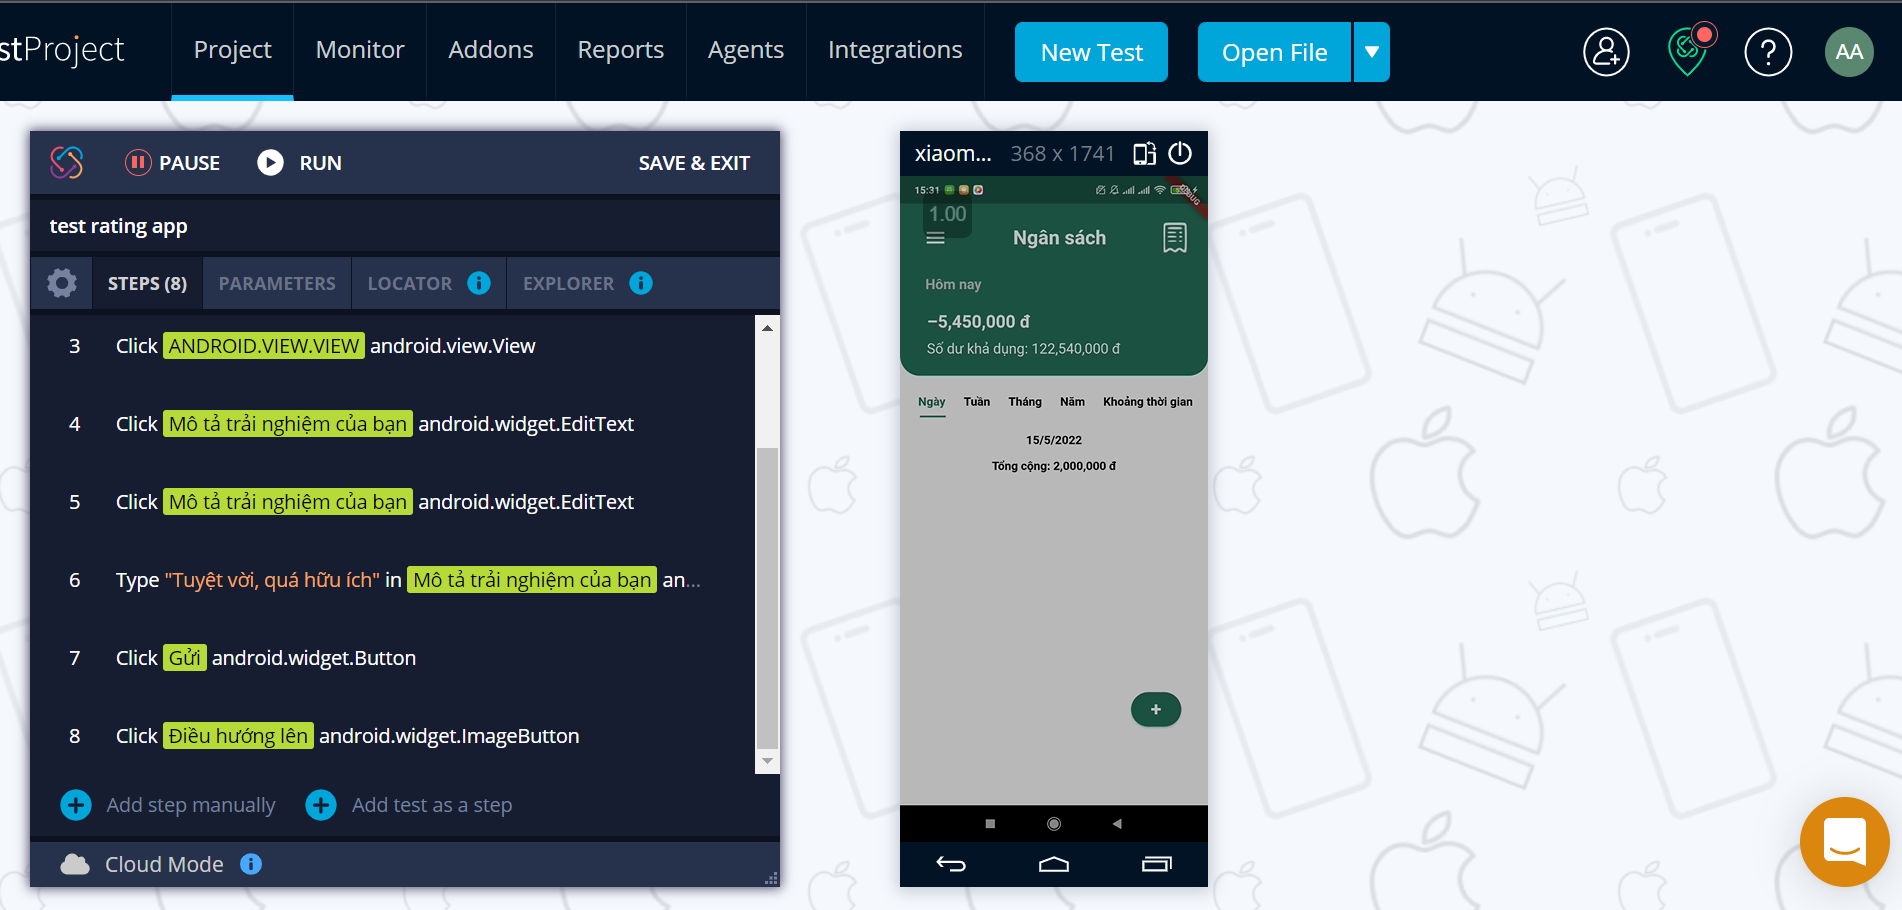 stProject
Project
Monitor
Addons
Reports
Agents
Integrations
New Test
Open File
AA
PAUSE
RUN
SAVE & EXIT
test rating app
STEPS (8)
PARAMETERS
LOCATOR
EXPLORER
3 Click ANDROID.VIEW.VIEW android.view.View
4 Click Mô tả trải nghiệm của bạn android.widget.EditText
5 Click Mô tả trải nghiệm của bạn android.widget.EditText
6 Type "Tuyệt vời, quá hữu ích" in Mô tả trải nghiệm của bạn an...
7 Click Gửi android.widget.Button
8 Click Điều hướng lên android.widget.ImageButton
Add step manually
Add test as a step
Cloud Mode
xiaom... 368 x 1741
15:31
1.00
Ngân sách
Hôm nay
−5,450,000 đ
Số dư khả dụng: 122,540,000 đ
Ngày Tuần Tháng Năm Khoảng thời gian
15/5/2022
Tổng cộng: 2,000,000 đ